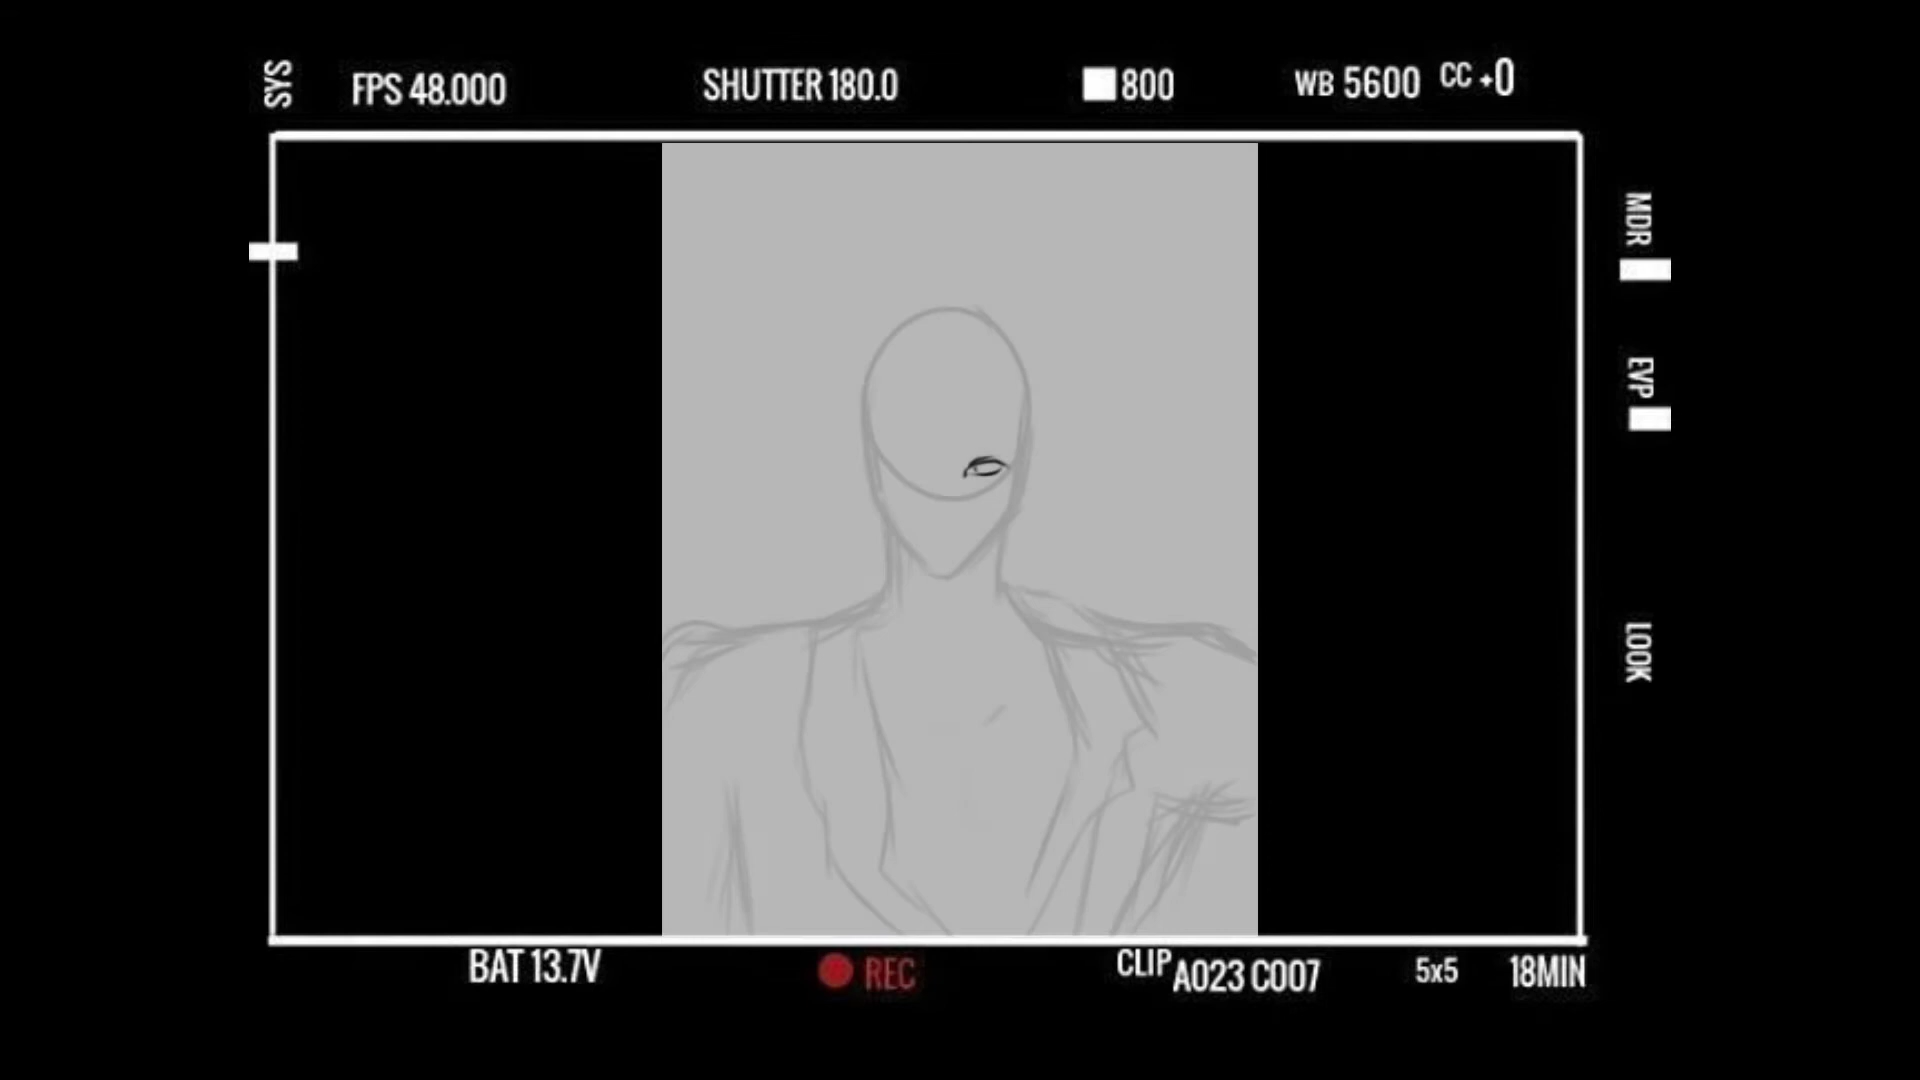 SYS FPS 48.000 SHUTTER 180.0 800 WB 5600 CC +0
MDR
EVP
LOOK
BAT 13.7V REC CLIP A023 C007 5x5 18MIN